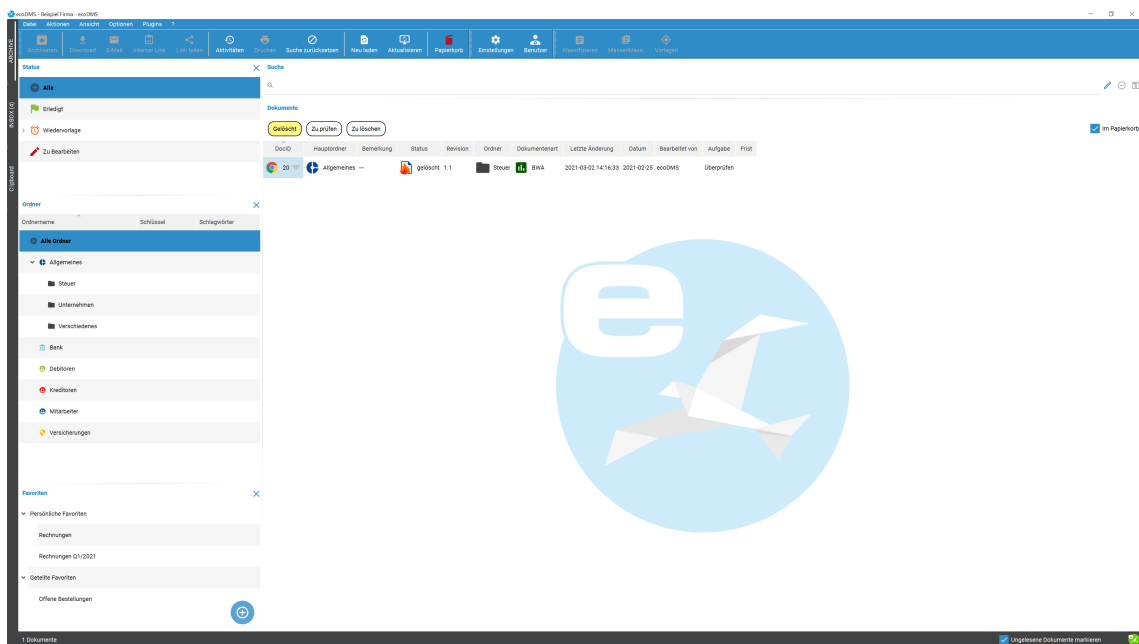 ecoDMS - Beispiel Firma - ecoDMS
Datei Aktionen Ansicht Optionen Plugins ?
Archivieren Download E-Mail Interner Link Link teilen Aktivitäten Drucken Suche zurücksetzen Neu laden Aktualisieren Papierkorb Einstellungen Benutzer Klassifizieren Massenklass. Vorlagen
ARCHIVE
INBOX (4)
Clipboard
Status
Alle
Erledigt
Wiedervorlage
Zu Bearbeiten
Ordner
Ordnername Schlüssel Schlagwörter
Alle Ordner
Allgemeines
Steuer
Unternehmen
Verschiedenes
Bank
Debitoren
Kreditoren
Mitarbeiter
Versicherungen
Favoriten
Persönliche Favoriten
Rechnungen
Rechnungen Q1/2021
Geteilte Favoriten
Offene Bestellungen
Suche
Dokumente
Gelöscht Zu prüfen Zu löschen Im Papierkorb
DocID Hauptordner Bemerkung Status Revision Ordner Dokumentenart Letzte Änderung Datum Bearbeitet von Aufgabe Frist
20 Allgemeines — gelöscht 1.1 Steuer BWA 2021-03-02 14:16:33 2021-02-25 ecoDMS Überprüfen
e
1 Dokumente Ungelesene Dokumente markieren